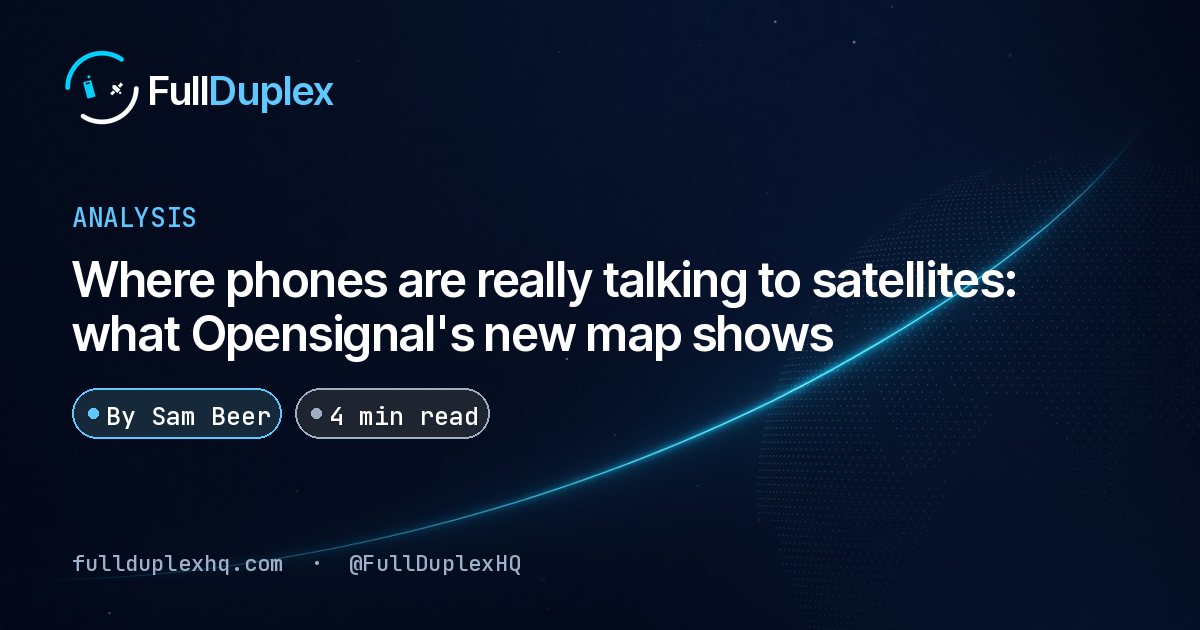 FullDuplex
ANALYSIS
Where phones are really talking to satellites:
what Opensignal's new map shows
By Sam Beer
4 min read
fullduplexhq.com · @FullDuplexHQ